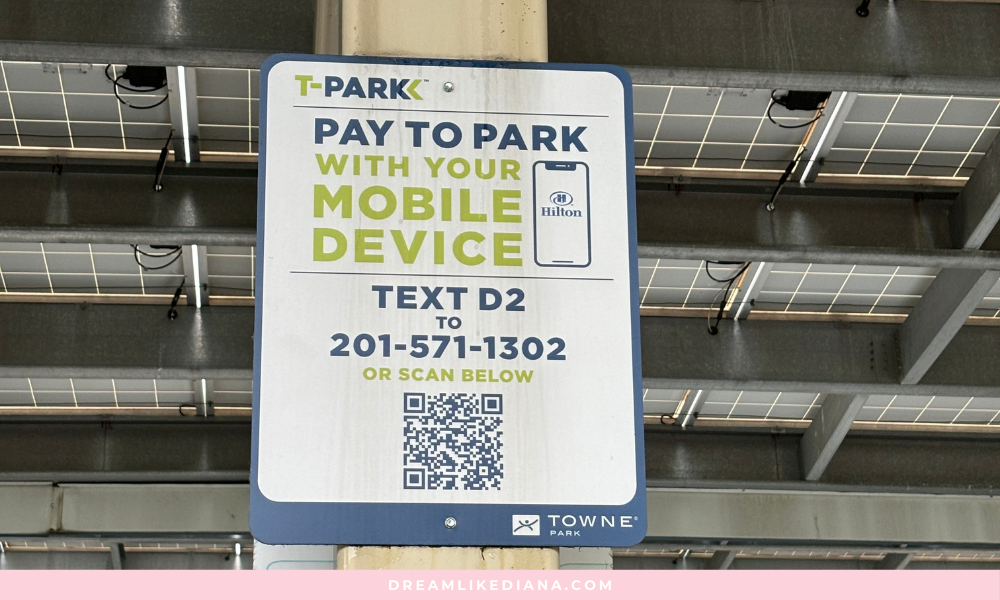 T-PARK
PAY TO PARK
WITH YOUR
MOBILE
DEVICE
H
Hilton
TEXT D2
TO
201-571-1302
OR SCAN BELOW
TOWNE®
PARK
DREAMLIKEDIANA.COM